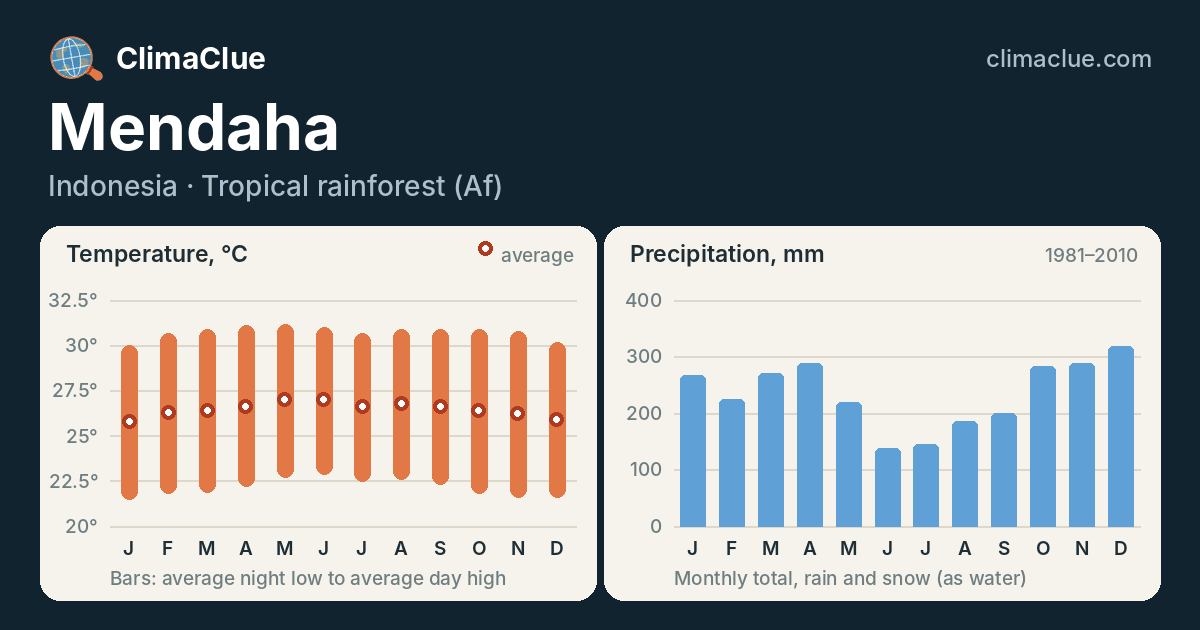 ClimaClue
climaclue.com
Mendaha
Indonesia · Tropical rainforest (Af)
Temperature, °C
average
32.5°
30°
27.5°
25°
22.5°
20°
J F M A M J J A S O N D
Bars: average night low to average day high
Precipitation, mm
1981–2010
400
300
200
100
0
J F M A M J J A S O N D
Monthly total, rain and snow (as water)